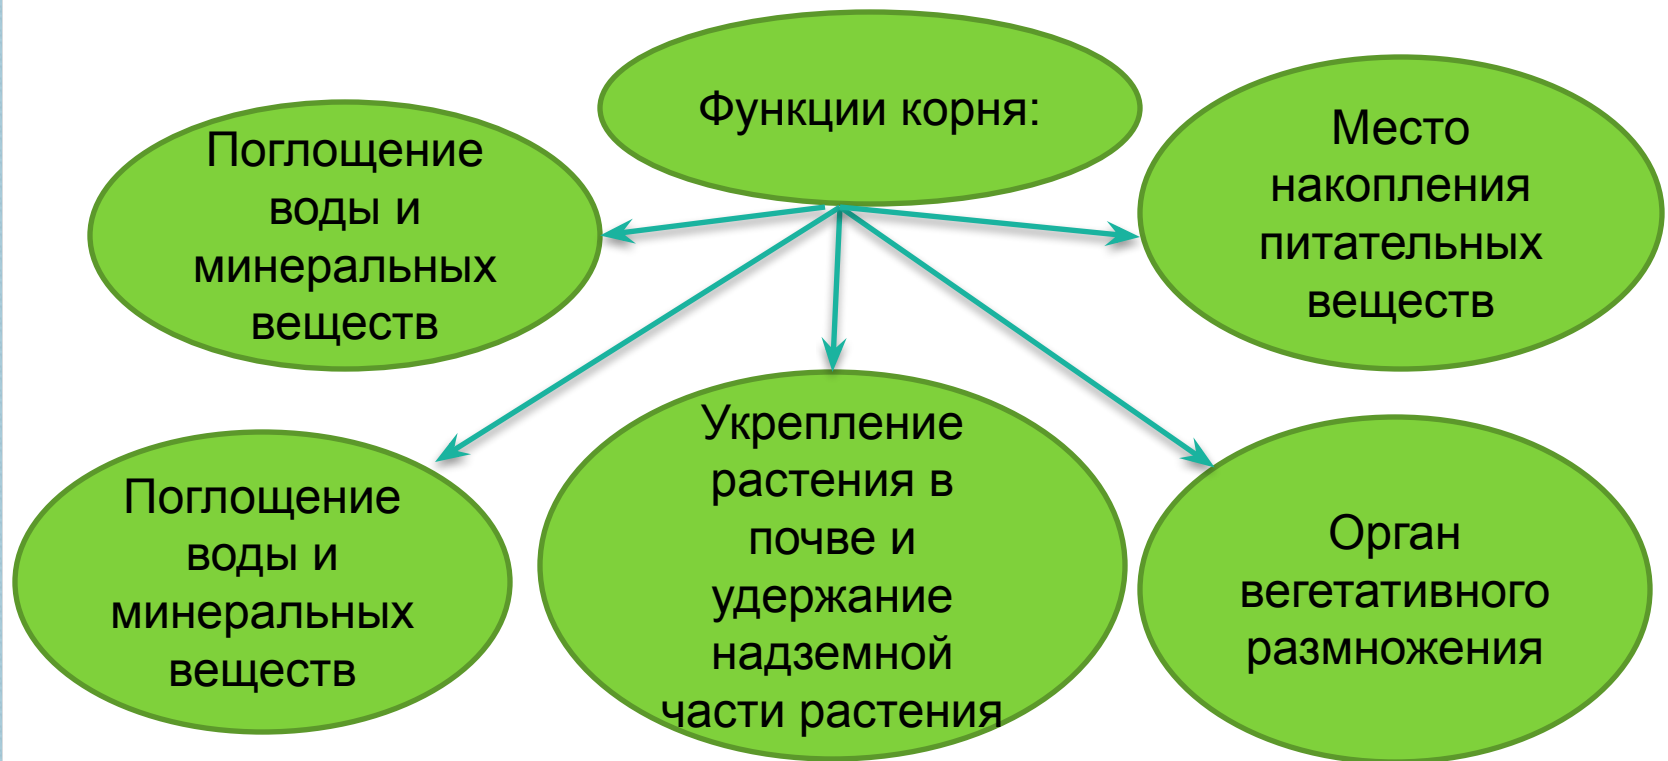 Функции корня:
Поглощение
воды и
минеральных
веществ
Место
накопления
питательных
веществ
Поглощение
воды и
минеральных
веществ
Укрепление
растения в
почве и
удержание
надземной
части растения
Орган
вегетативного
размножения